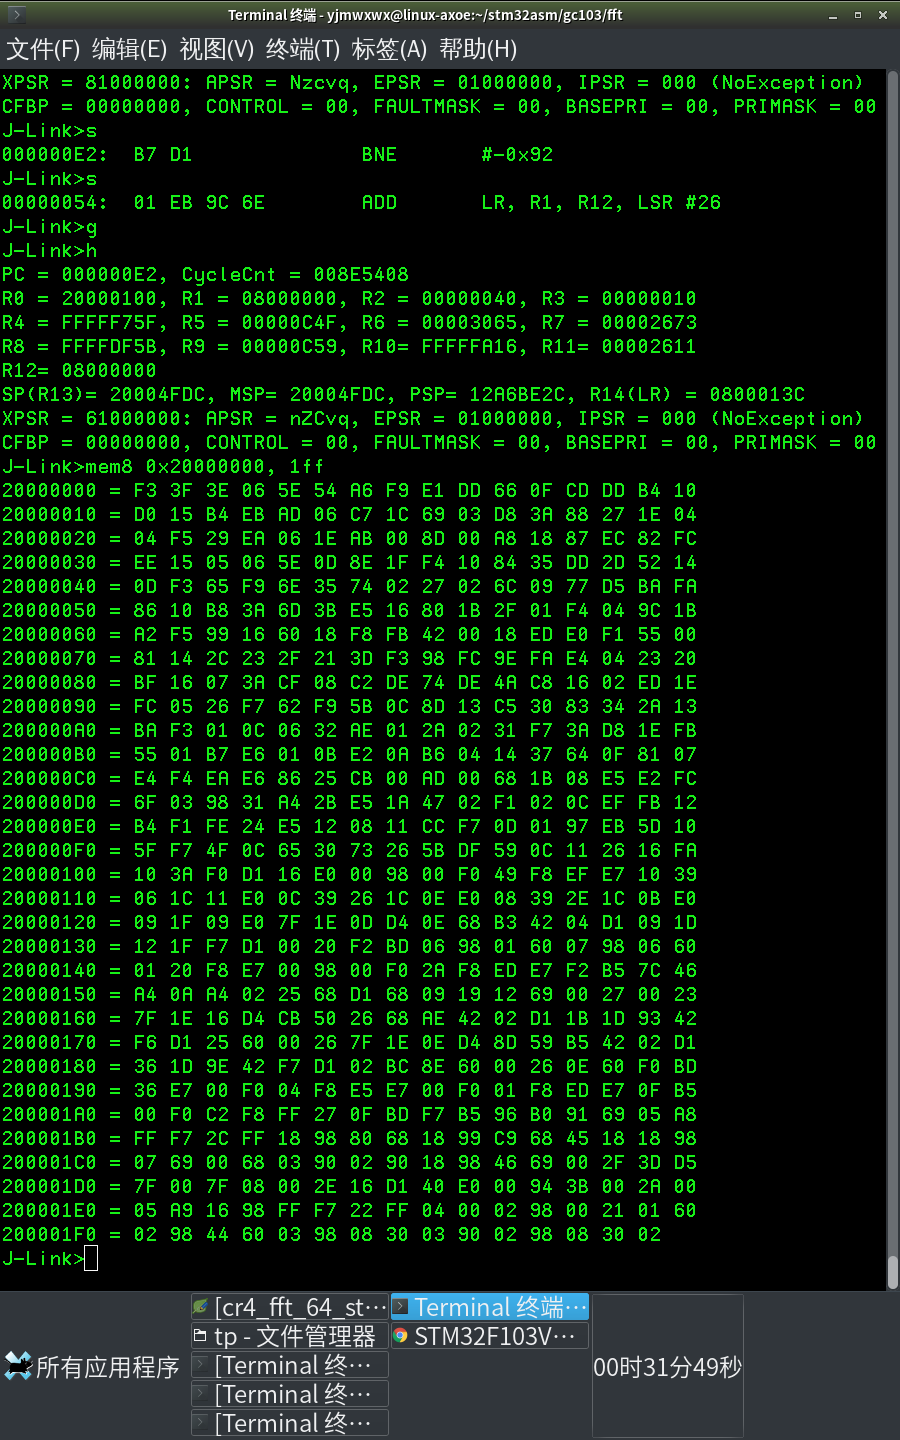 Terminal 终端 - yjmwxwx@linux-axoe:~/stm32asm/gc103/fft
文件(F) 编辑(E) 视图(V) 终端(T) 标签(A) 帮助(H)
XPSR = 81000000: APSR = Nzcvq, EPSR = 01000000, IPSR = 000 (NoException)
CFBP = 00000000, CONTROL = 00, FAULTMASK = 00, BASEPRI = 00, PRIMASK = 00
J-Link>s
000000E2:  B7 D1              BNE       #-0x92
J-Link>s
00000054:  01 EB 9C 6E        ADD       LR, R1, R12, LSR #26
J-Link>g
J-Link>h
PC = 000000E2, CycleCnt = 008E5408
R0 = 20000100, R1 = 08000000, R2 = 00000040, R3 = 00000010
R4 = FFFFF75F, R5 = 00000C4F, R6 = 00003065, R7 = 00002673
R8 = FFFFDF5B, R9 = 00000C59, R10= FFFFFA16, R11= 00002611
R12= 08000000
SP(R13)= 20004FDC, MSP= 20004FDC, PSP= 12A6BE2C, R14(LR) = 0800013C
XPSR = 61000000: APSR = nZCvq, EPSR = 01000000, IPSR = 000 (NoException)
CFBP = 00000000, CONTROL = 00, FAULTMASK = 00, BASEPRI = 00, PRIMASK = 00
J-Link>mem8 0x20000000, 1ff
20000000 = F3 3F 3E 06 5E 54 A6 F9 E1 DD 66 0F CD DD B4 10
20000010 = D0 15 B4 EB AD 06 C7 1C 69 03 D8 3A 88 27 1E 04
20000020 = 04 F5 29 EA 06 1E AB 00 8D 00 A8 18 87 EC 82 FC
20000030 = EE 15 05 06 5E 0D 8E 1F F4 10 84 35 DD 2D 52 14
20000040 = 0D F3 65 F9 6E 35 74 02 27 02 6C 09 77 D5 BA FA
20000050 = 86 10 B8 3A 6D 3B E5 16 80 1B 2F 01 F4 04 9C 1B
20000060 = A2 F5 99 16 60 18 F8 FB 42 00 18 ED E0 F1 55 00
20000070 = 81 14 2C 23 2F 21 3D F3 98 FC 9E FA E4 04 23 20
20000080 = BF 16 07 3A CF 08 C2 DE 74 DE 4A C8 16 02 ED 1E
20000090 = FC 05 26 F7 62 F9 5B 0C 8D 13 C5 30 83 34 2A 13
200000A0 = BA F3 01 0C 06 32 AE 01 2A 02 31 F7 3A D8 1E FB
200000B0 = 55 01 B7 E6 01 0B E2 0A B6 04 14 37 64 0F 81 07
200000C0 = E4 F4 EA E6 86 25 CB 00 AD 00 68 1B 08 E5 E2 FC
200000D0 = 6F 03 98 31 A4 2B E5 1A 47 02 F1 02 0C EF FB 12
200000E0 = B4 F1 FE 24 E5 12 08 11 CC F7 0D 01 97 EB 5D 10
200000F0 = 5F F7 4F 0C 65 30 73 26 5B DF 59 0C 11 26 16 FA
20000100 = 10 3A F0 D1 16 E0 00 98 00 F0 49 F8 EF E7 10 39
20000110 = 06 1C 11 E0 0C 39 26 1C 0E E0 08 39 2E 1C 0B E0
20000120 = 09 1F 09 E0 7F 1E 0D D4 0E 68 B3 42 04 D1 09 1D
20000130 = 12 1F F7 D1 00 20 F2 BD 06 98 01 60 07 98 06 60
20000140 = 01 20 F8 E7 00 98 00 F0 2A F8 ED E7 F2 B5 7C 46
20000150 = A4 0A A4 02 25 68 D1 68 09 19 12 69 00 27 00 23
20000160 = 7F 1E 16 D4 CB 50 26 68 AE 42 02 D1 1B 1D 93 42
20000170 = F6 D1 25 60 00 26 7F 1E 0E D4 8D 59 B5 42 02 D1
20000180 = 36 1D 9E 42 F7 D1 02 BC 8E 60 00 26 0E 60 F0 BD
20000190 = 36 E7 00 F0 04 F8 E5 E7 00 F0 01 F8 ED E7 0F B5
200001A0 = 00 F0 C2 F8 FF 27 0F BD F7 B5 96 B0 91 69 05 A8
200001B0 = FF F7 2C FF 18 98 80 68 18 99 C9 68 45 18 18 98
200001C0 = 07 69 00 68 03 90 02 90 18 98 46 69 00 2F 3D D5
200001D0 = 7F 00 7F 08 00 2E 16 D1 40 E0 00 94 3B 00 2A 00
200001E0 = 05 A9 16 98 FF F7 22 FF 04 00 02 98 00 21 01 60
200001F0 = 02 98 44 60 03 98 08 30 03 90 02 98 08 30 02
J-Link>
所有应用程序
[cr4_fft_64_st…
tp - 文件管理器
[Terminal 终…
[Terminal 终…
[Terminal 终…
Terminal 终端…
STM32F103V…
00时31分49秒